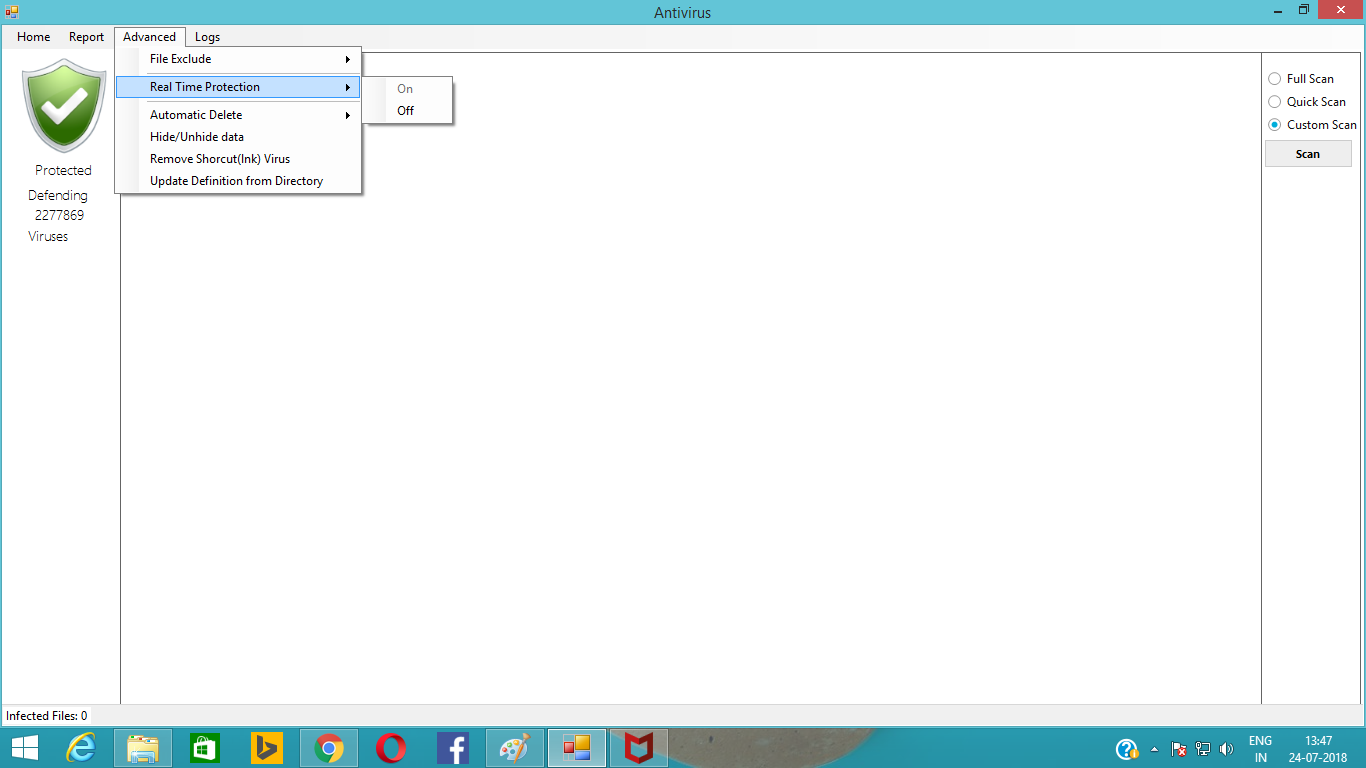 Antivirus
Home Report Advanced Logs
File Exclude
Real Time Protection
Automatic Delete
Hide/Unhide data
Remove Shorcut(lnk) Virus
Update Definition from Directory
On
Off
Protected
Defending
2277869
Viruses
Full Scan
Quick Scan
Custom Scan
Scan
Infected Files: 0
ENG
IN
13:47
24-07-2018